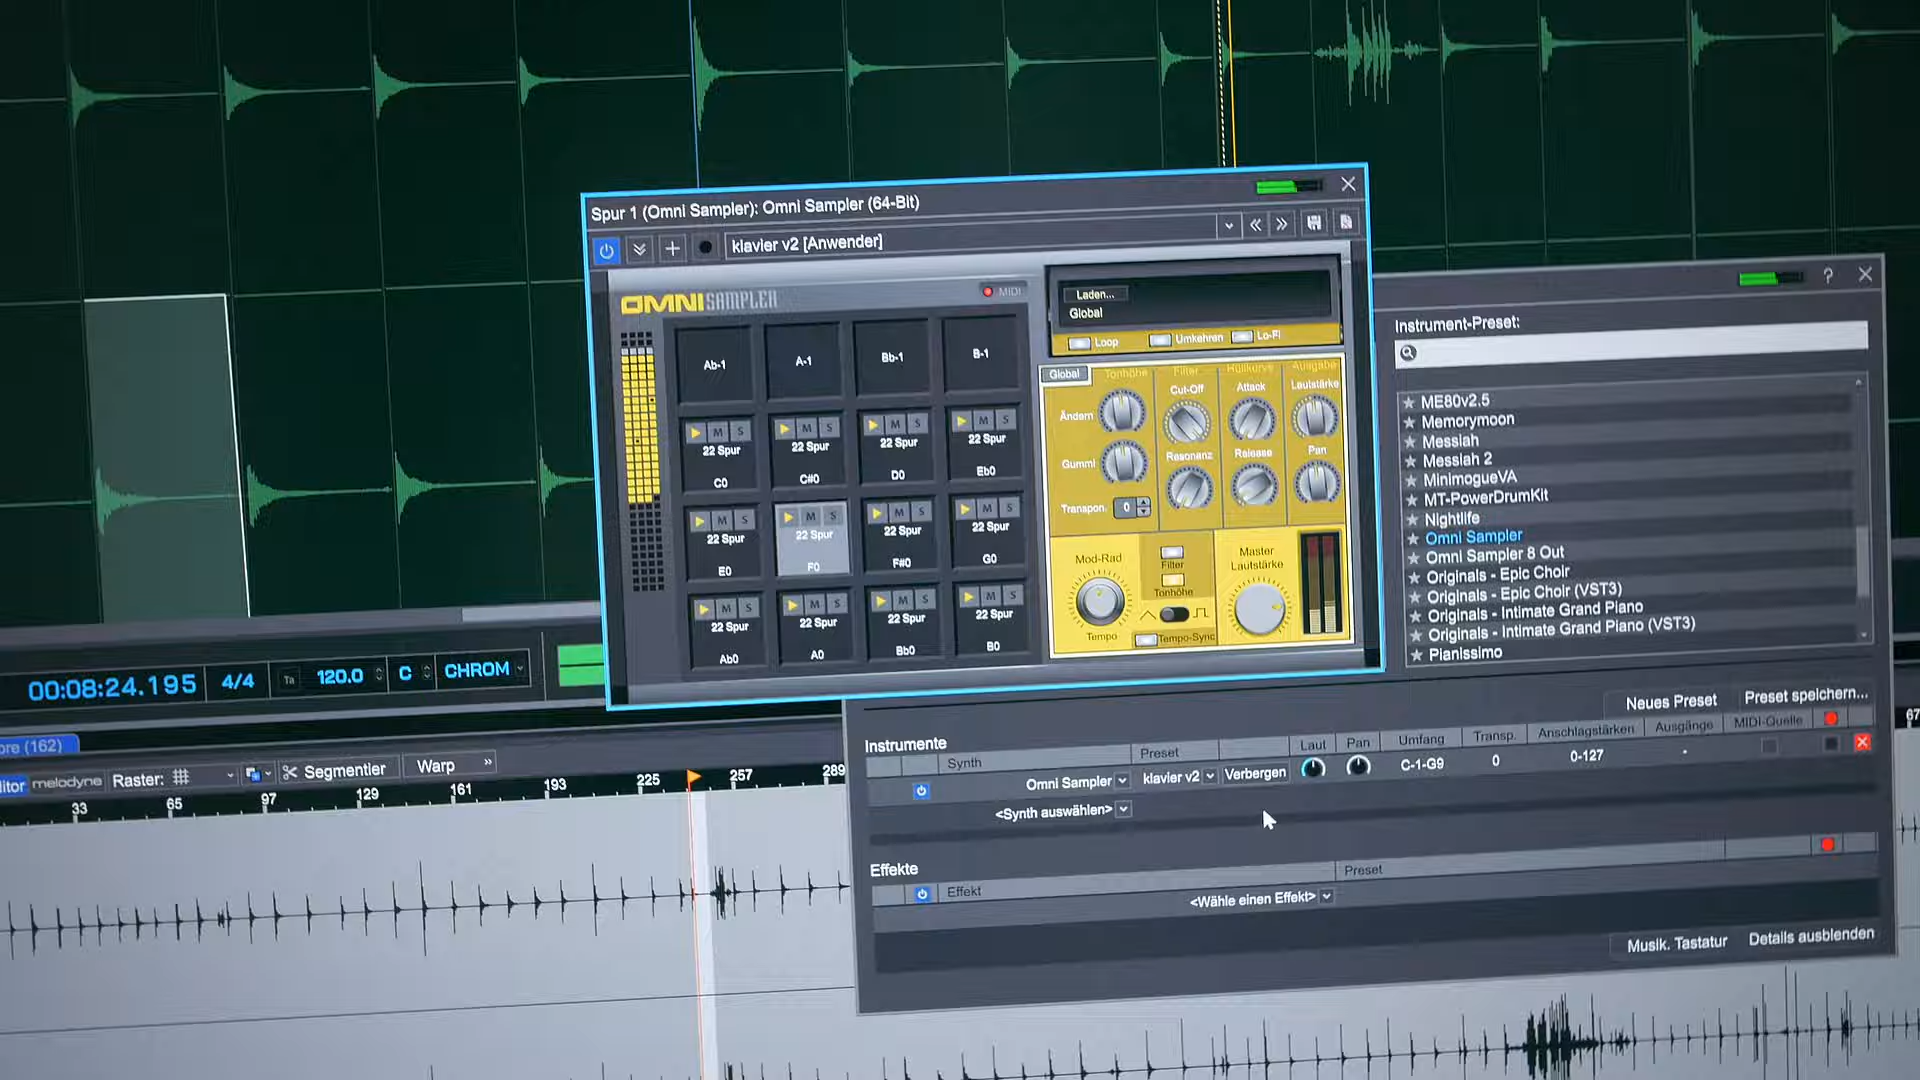 Spur 1 (Omni Sampler): Omni Sampler (64-Bit)
klavier v2 [Anwender]
OMNI SAMPLER
MIDI
Ab-1
A-1
Bb-1
B-1
M S
22 Spur
C0
M S
22 Spur
C#0
M S
22 Spur
D0
M S
22 Spur
Eb0
M S
22 Spur
E0
M S
22 Spur
F0
M S
22 Spur
F#0
M S
22 Spur
G0
M S
22 Spur
Ab0
M S
22 Spur
A0
M S
22 Spur
Bb0
M S
22 Spur
B0
Laden...
Global
Loop
Umkehren
Lo-Fi
Global
Tonhöhe
Filter
Hüllkurve
Ausgabe
Ändern
Cut-Off
Attack
Lautstärke
Gummi
Resonanz
Release
Pan
Transpon.
0
Mod-Rad
Filter
Tonhöhe
Tempo
Tempo-Sync
Master
Lautstärke
?
Instrument-Preset:
ME80v2.5
Memorymoon
Messiah
Messiah 2
MinimogueVA
MT-PowerDrumKit
Nightlife
Omni Sampler
Omni Sampler 8 Out
Originals - Epic Choir
Originals - Epic Choir (VST3)
Originals - Intimate Grand Piano
Originals - Intimate Grand Piano (VST3)
Pianissimo
Neues Preset
Preset speichern...
Instrumente
Synth
Preset
Laut
Pan
Umfang
Transp.
Anschlagstärken
Ausgänge
MIDI-Quelle
Omni Sampler
klavier v2
Verbergen
C-1-G9
0
0-127
-
<Synth auswählen>
Effekte
Effekt
Preset
<Wähle einen Effekt>
Musik. Tastatur
Details ausblenden
00:08:24.195
4/4
120.0
C
CHROM
ore (162)
itor
melodyne
Raster:
Segmentier
Warp
»
33
65
97
129
161
193
225
257
289
67